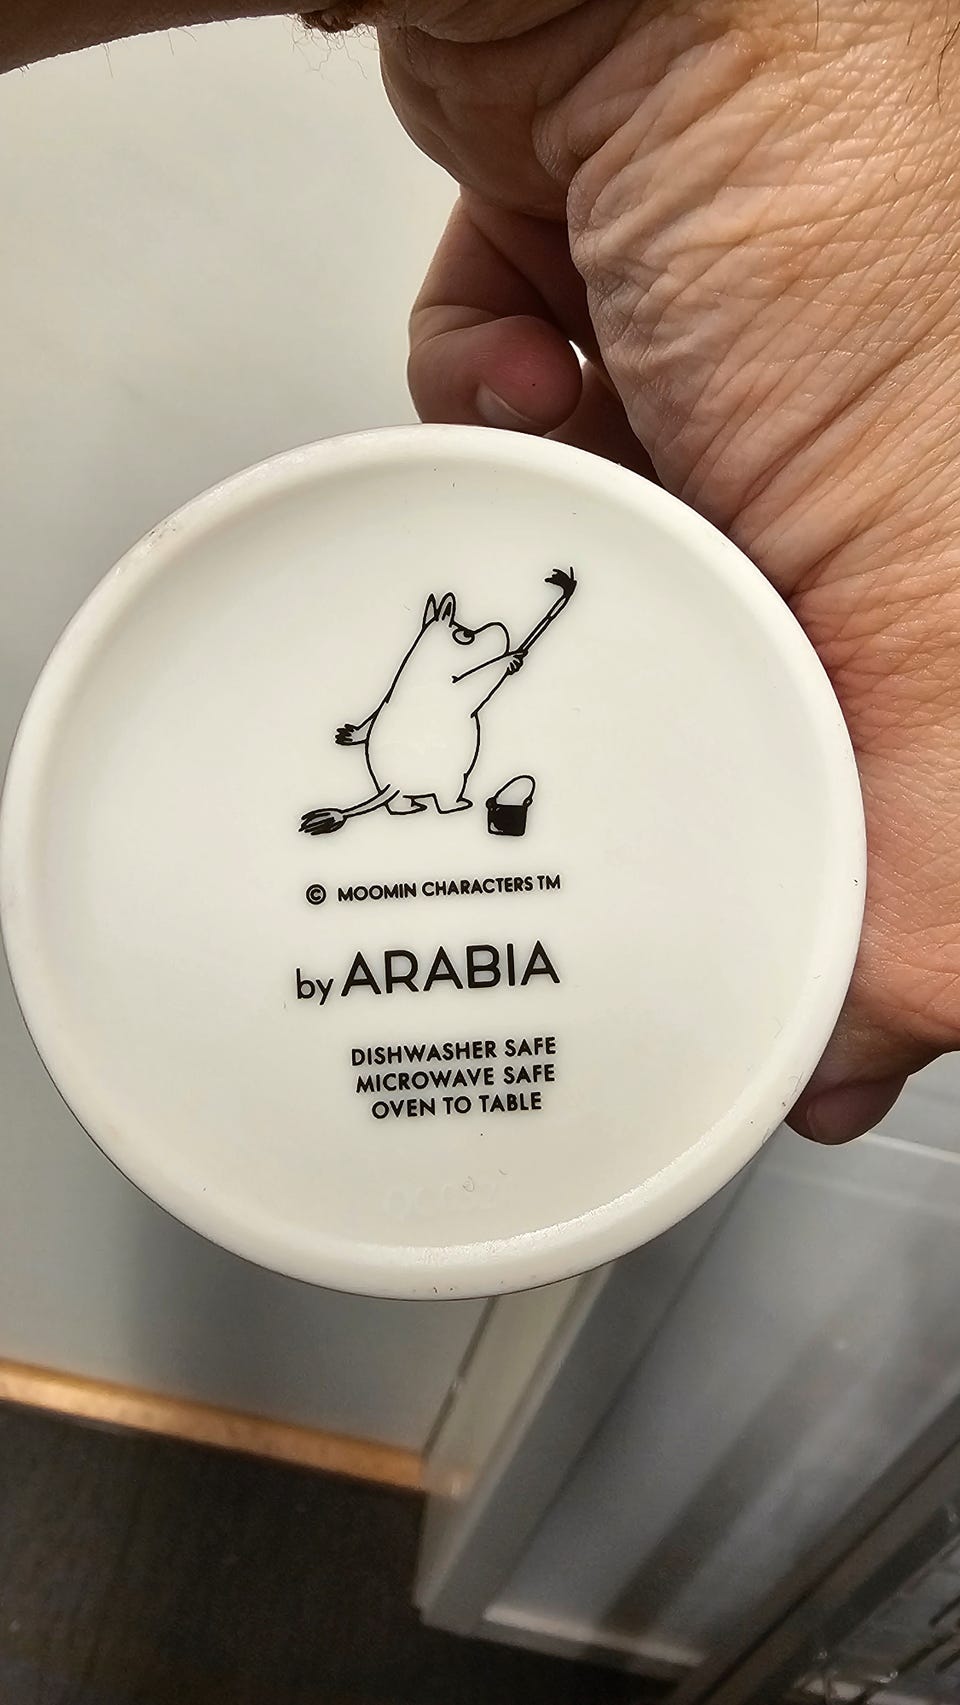 © MOOMIN CHARACTERS TM
by ARABIA
DISHWASHER SAFE
MICROWAVE SAFE
OVEN TO TABLE